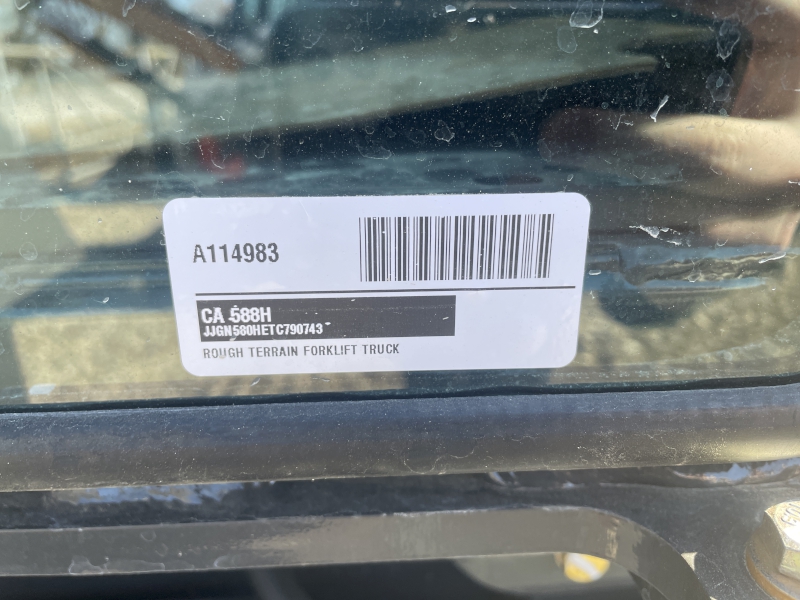 A114983
CA 588H
JJGN580HETC790743
ROUGH TERRAIN FORKLIFT TRUCK